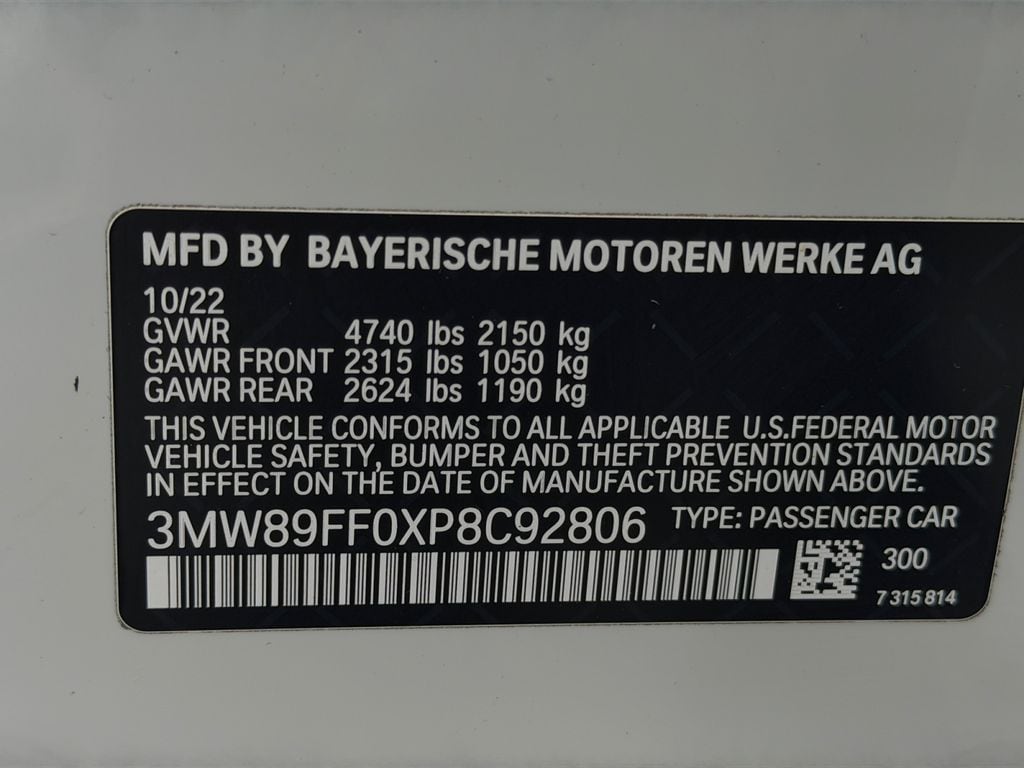 MFD BY BAYERISCHE MOTOREN WERKE AG
10/22
GVWR 4740 lbs 2150 kg
GAWR FRONT 2315 lbs 1050 kg
GAWR REAR 2624 lbs 1190 kg
THIS VEHICLE CONFORMS TO ALL APPLICABLE U.S.FEDERAL MOTOR
VEHICLE SAFETY, BUMPER AND THEFT PREVENTION STANDARDS
IN EFFECT ON THE DATE OF MANUFACTURE SHOWN ABOVE.
3MW89FF0XP8C92806 TYPE: PASSENGER CAR
300
7 315 814